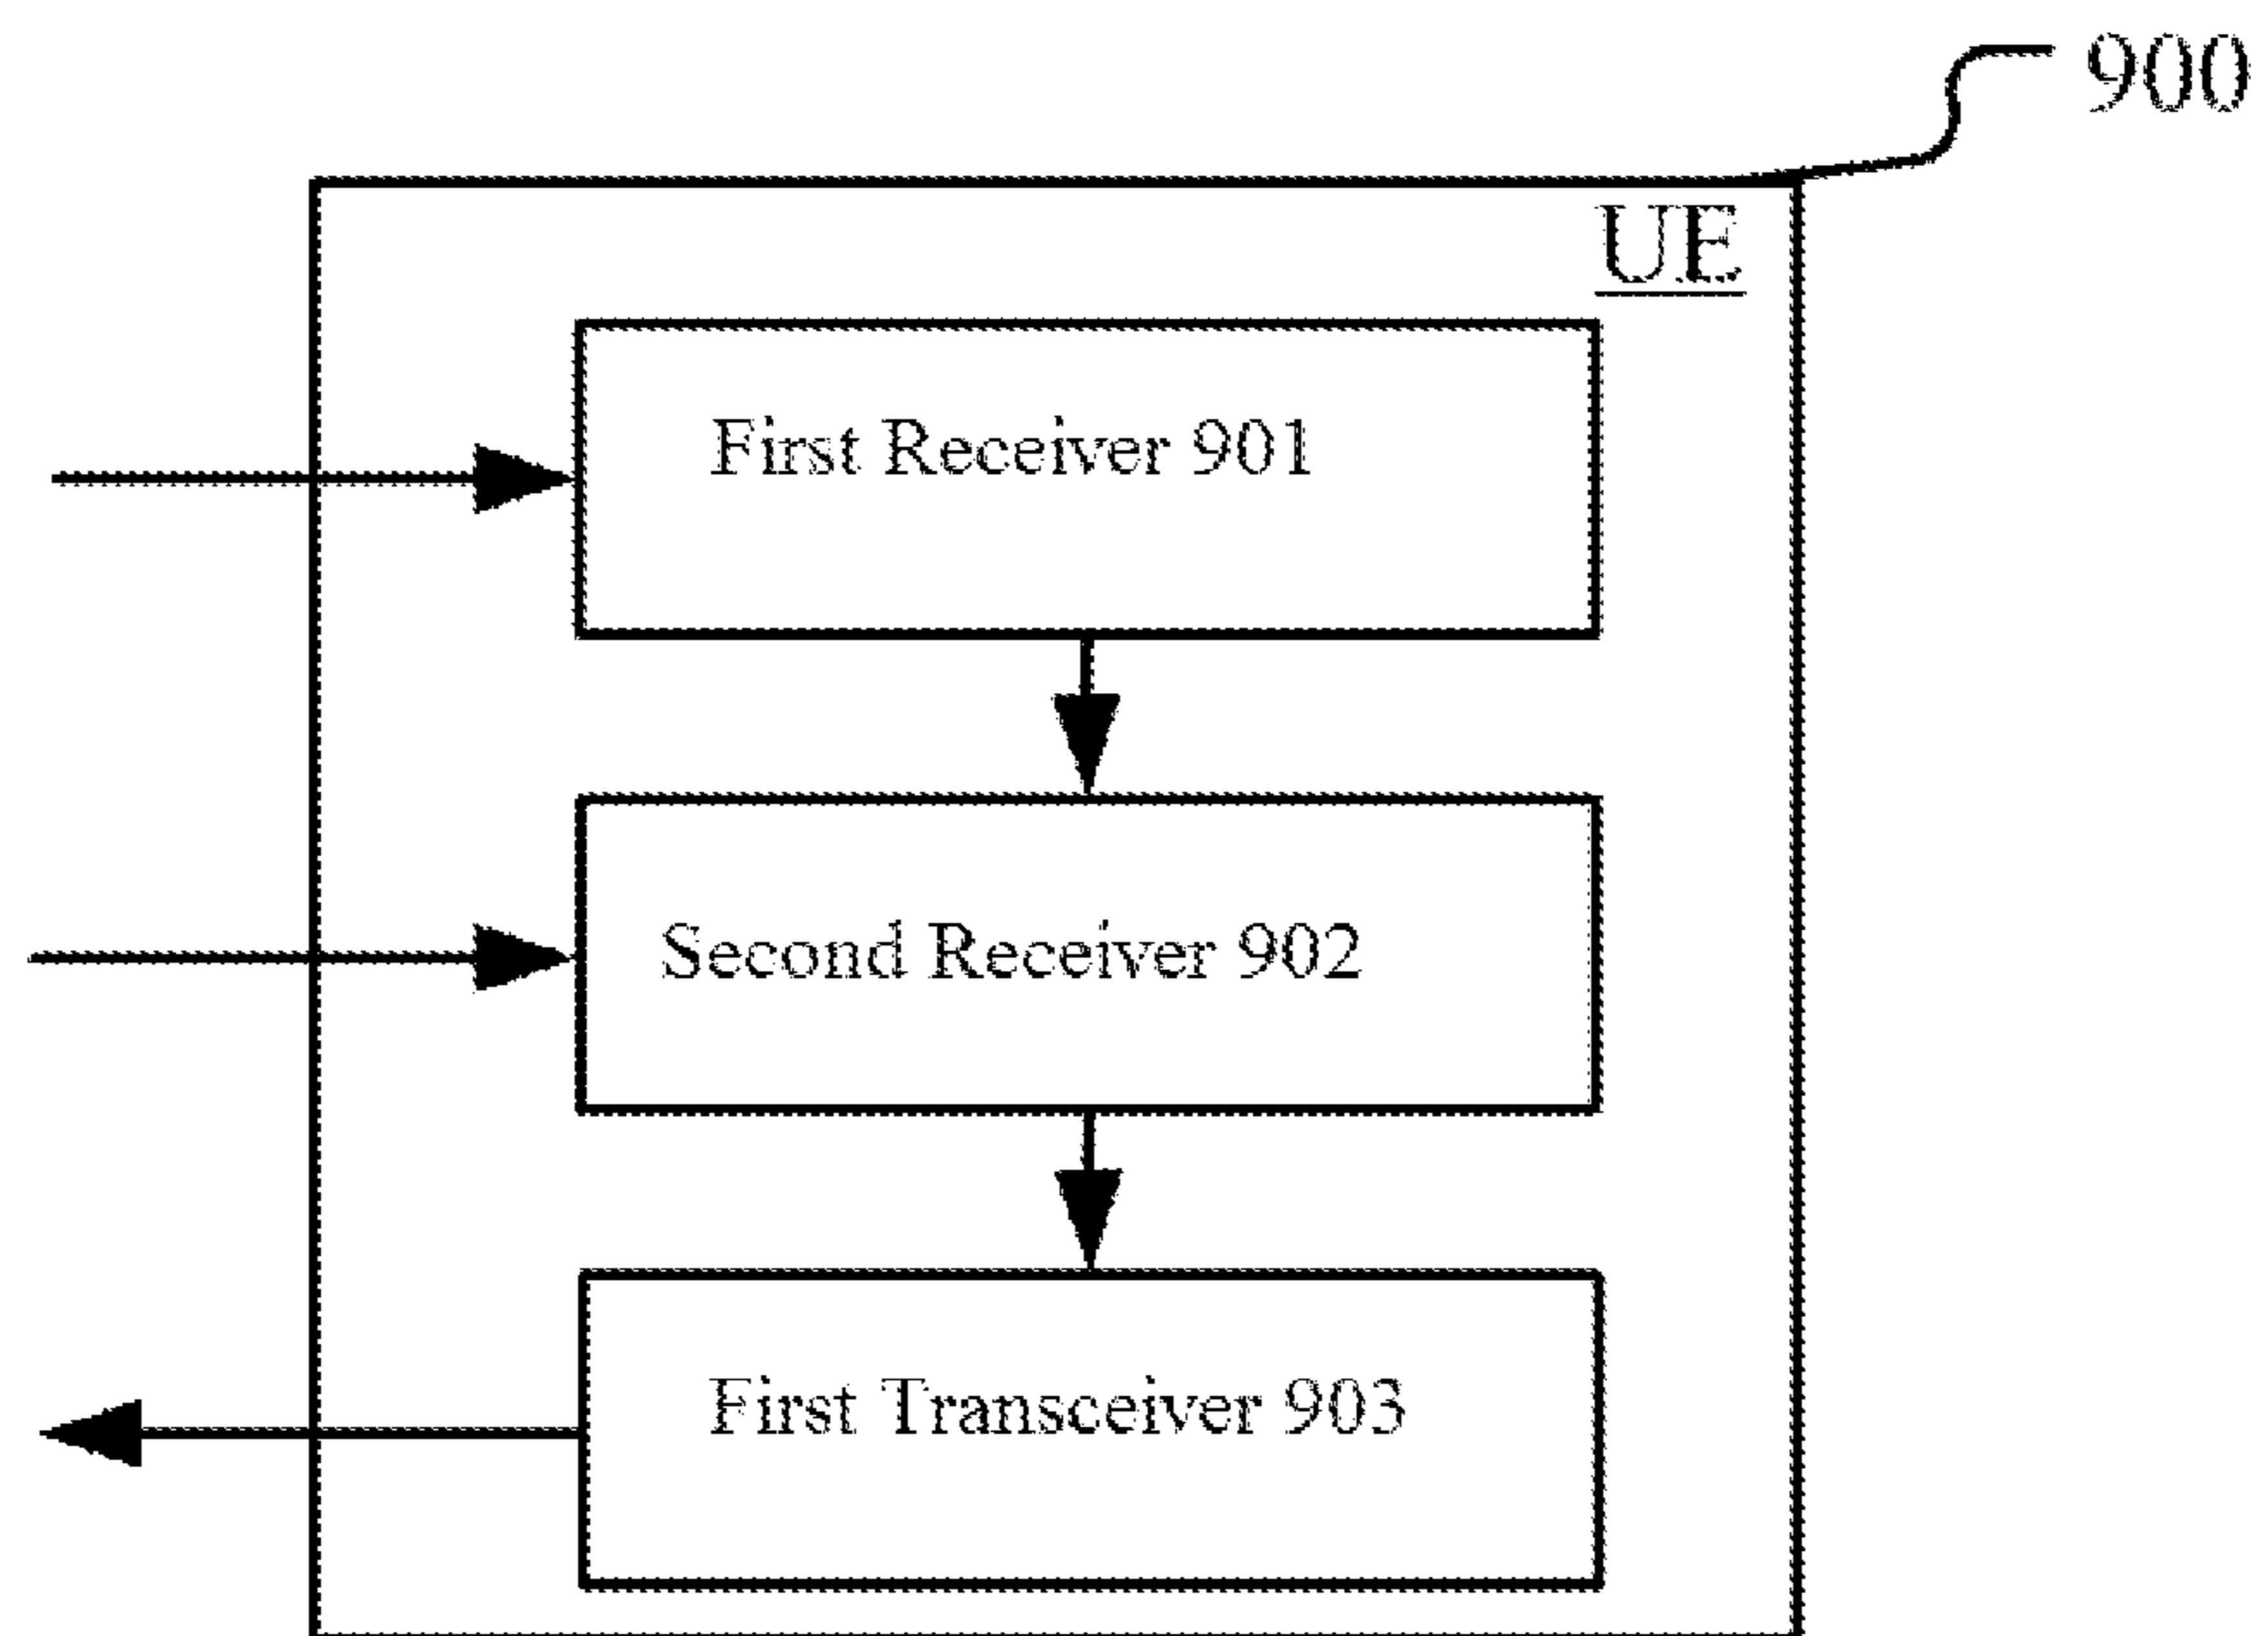 900
UE
First Receiver 901
Second Receiver 902
First Transceiver 903